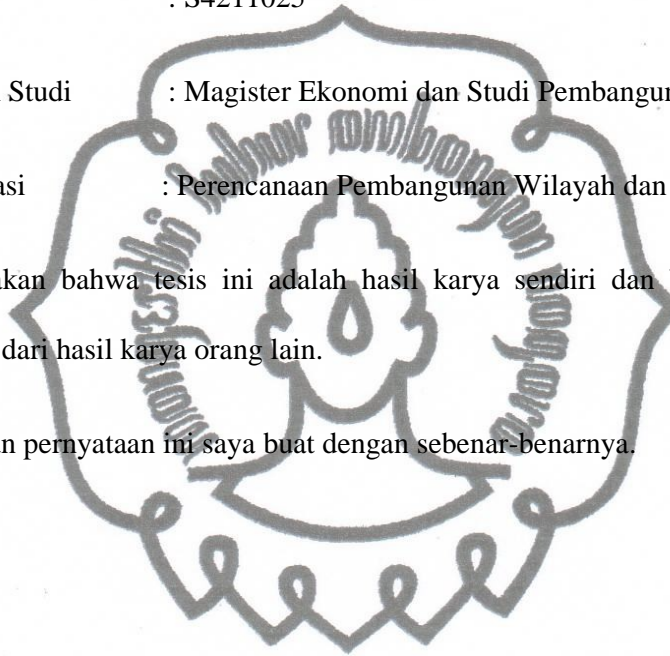 : S4211025
Studi : Magister Ekonomi dan Studi Pembangun
asi : Perencanaan Pembangunan Wilayah dan
akan bahwa tesis ini adalah hasil karya sendiri dan
dari hasil karya orang lain.
n pernyataan ini saya buat dengan sebenar-benarnya.